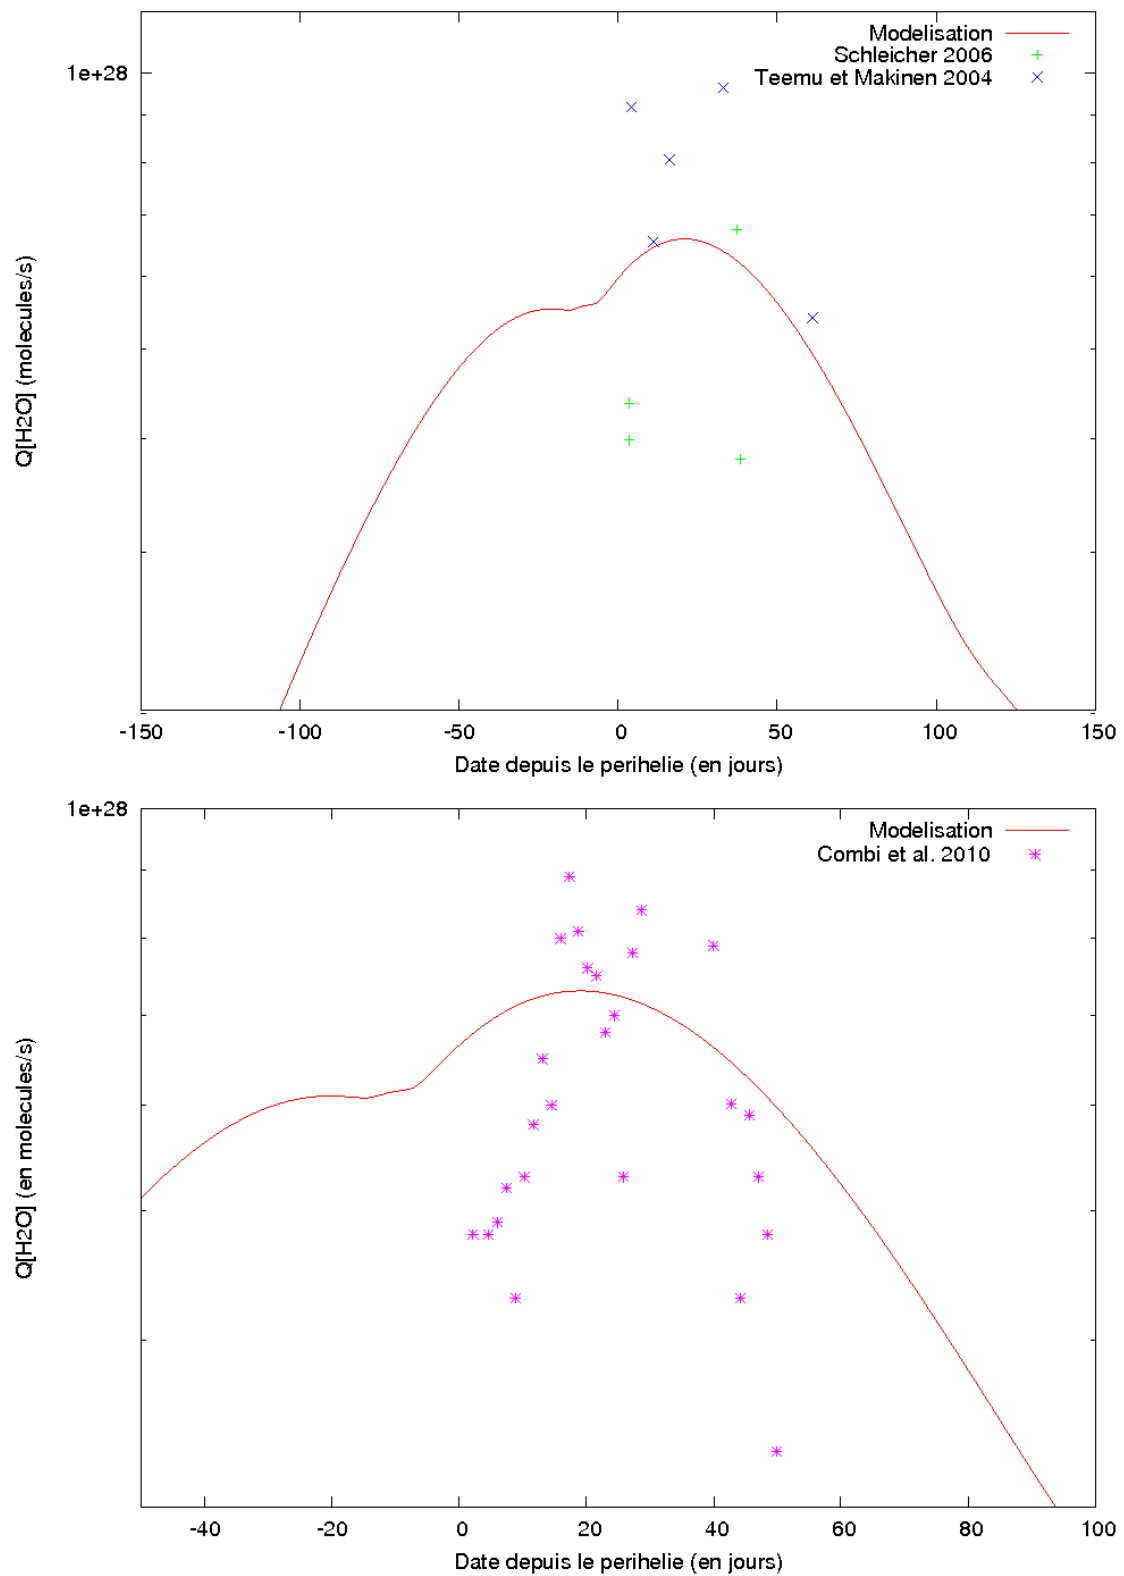 Modelisation
Schleicher 2006
Teemu et Makinen 2004
1e+28
Q[H2O] (molecules/s)
-150 -100 -50 0 50 100 150
Date depuis le perihelie (en jours)
1e+28
Modelisation
Combi et al. 2010
Q[H2O] (en molecules/s)
-40 -20 0 20 40 60 80 100
Date depuis le perihelie (en jours)